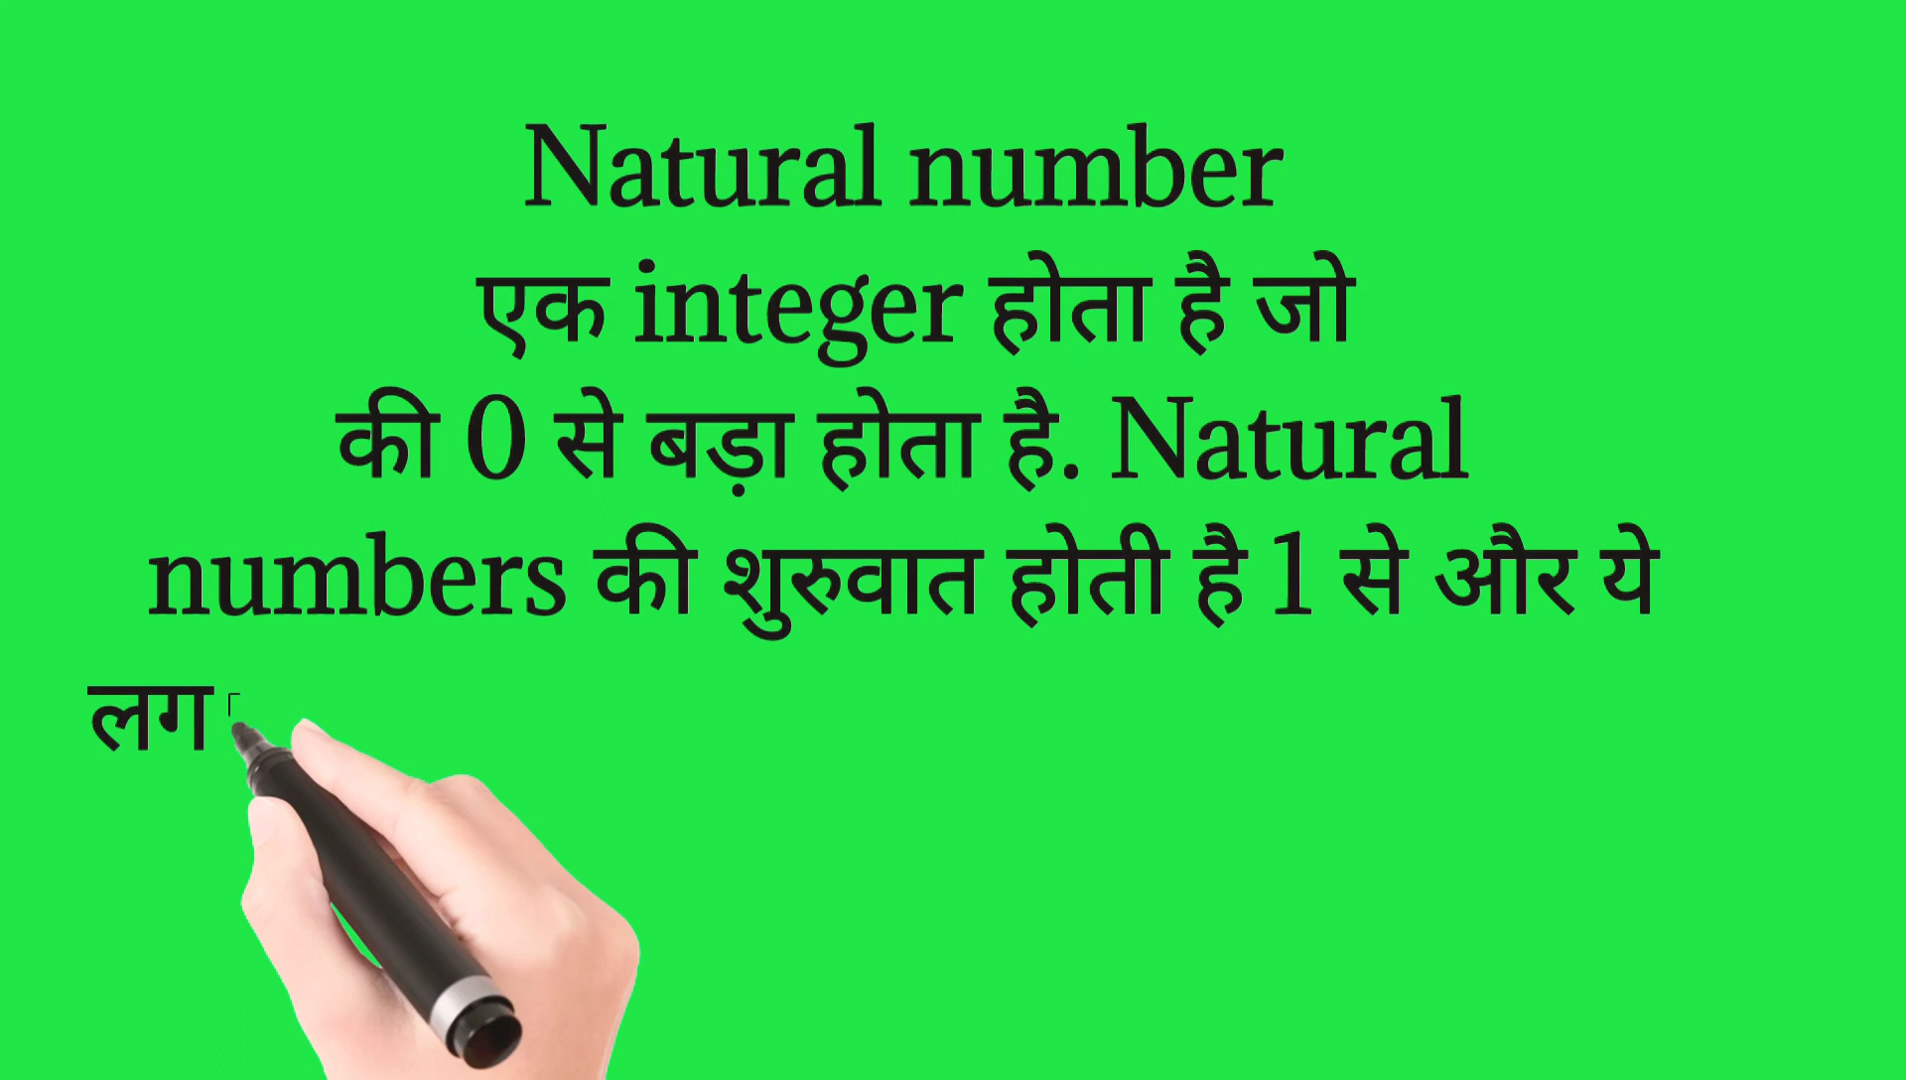 Natural number
एक integer होता है जो
की 0 से बड़ा होता है. Natural
numbers की शुरुवात होती है 1 से और ये
लग